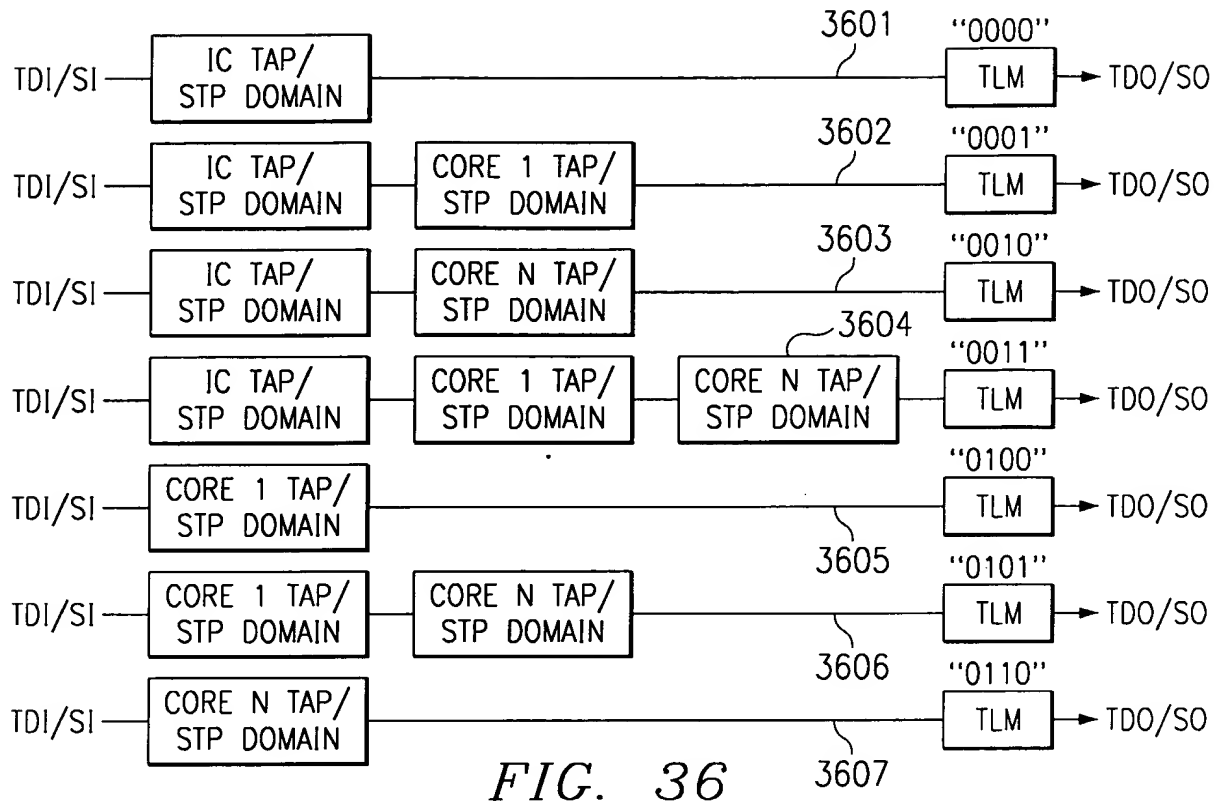 3601
"0000"
TDI/SI
IC TAP/
STP DOMAIN
TLM
TDO/SO
3602
"0001"
TDI/SI
IC TAP/
STP DOMAIN
CORE 1 TAP/
STP DOMAIN
TLM
TDO/SO
3603
"0010"
TDI/SI
IC TAP/
STP DOMAIN
CORE N TAP/
STP DOMAIN
TLM
TDO/SO
3604
"0011"
TDI/SI
IC TAP/
STP DOMAIN
CORE 1 TAP/
STP DOMAIN
CORE N TAP/
STP DOMAIN
TLM
TDO/SO
"0100"
TDI/SI
CORE 1 TAP/
STP DOMAIN
3605
TLM
TDO/SO
"0101"
TDI/SI
CORE 1 TAP/
STP DOMAIN
CORE N TAP/
STP DOMAIN
3606
TLM
TDO/SO
"0110"
TDI/SI
CORE N TAP/
STP DOMAIN
3607
TLM
TDO/SO
FIG. 36